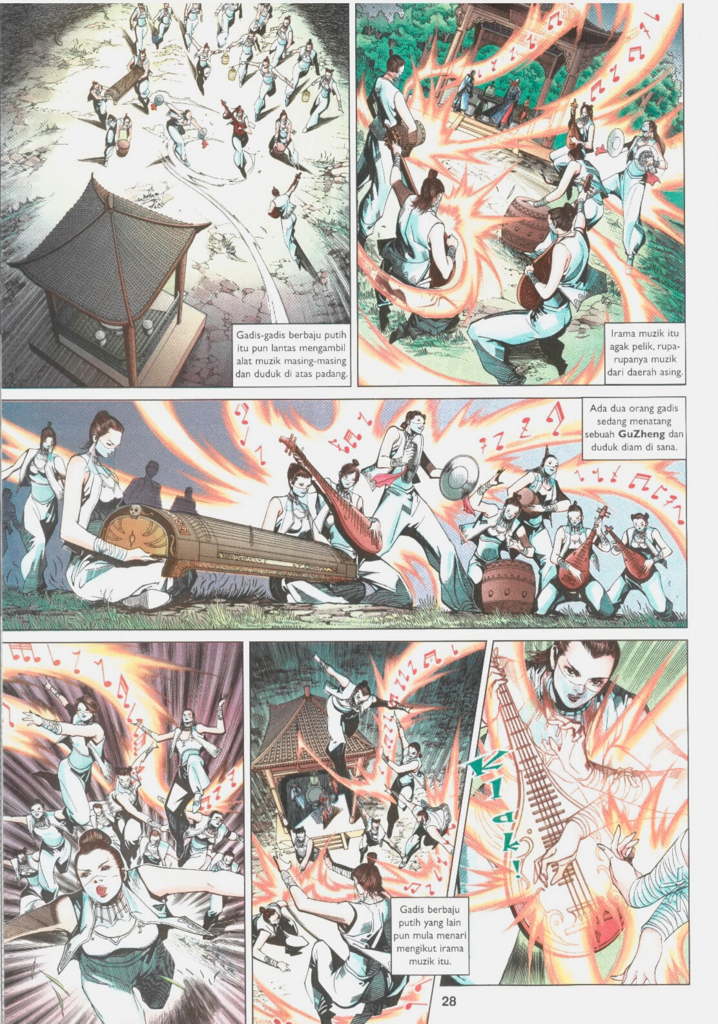 Gadis-gadis berbaju putih
itu pun lantas mengambil
alat muzik masing-masing
dan duduk di atas padang.
Irama muzik itu
agak pelik, rupa-
rupanya muzik
dari daerah asing.
Ada dua orang gadis
sedang menatang
sebuah GuZheng dan
duduk diam di sana.
Klak!
Gadis berbaju
putih yang lain
pun mula menari
mengikut irama
muzik itu.
28